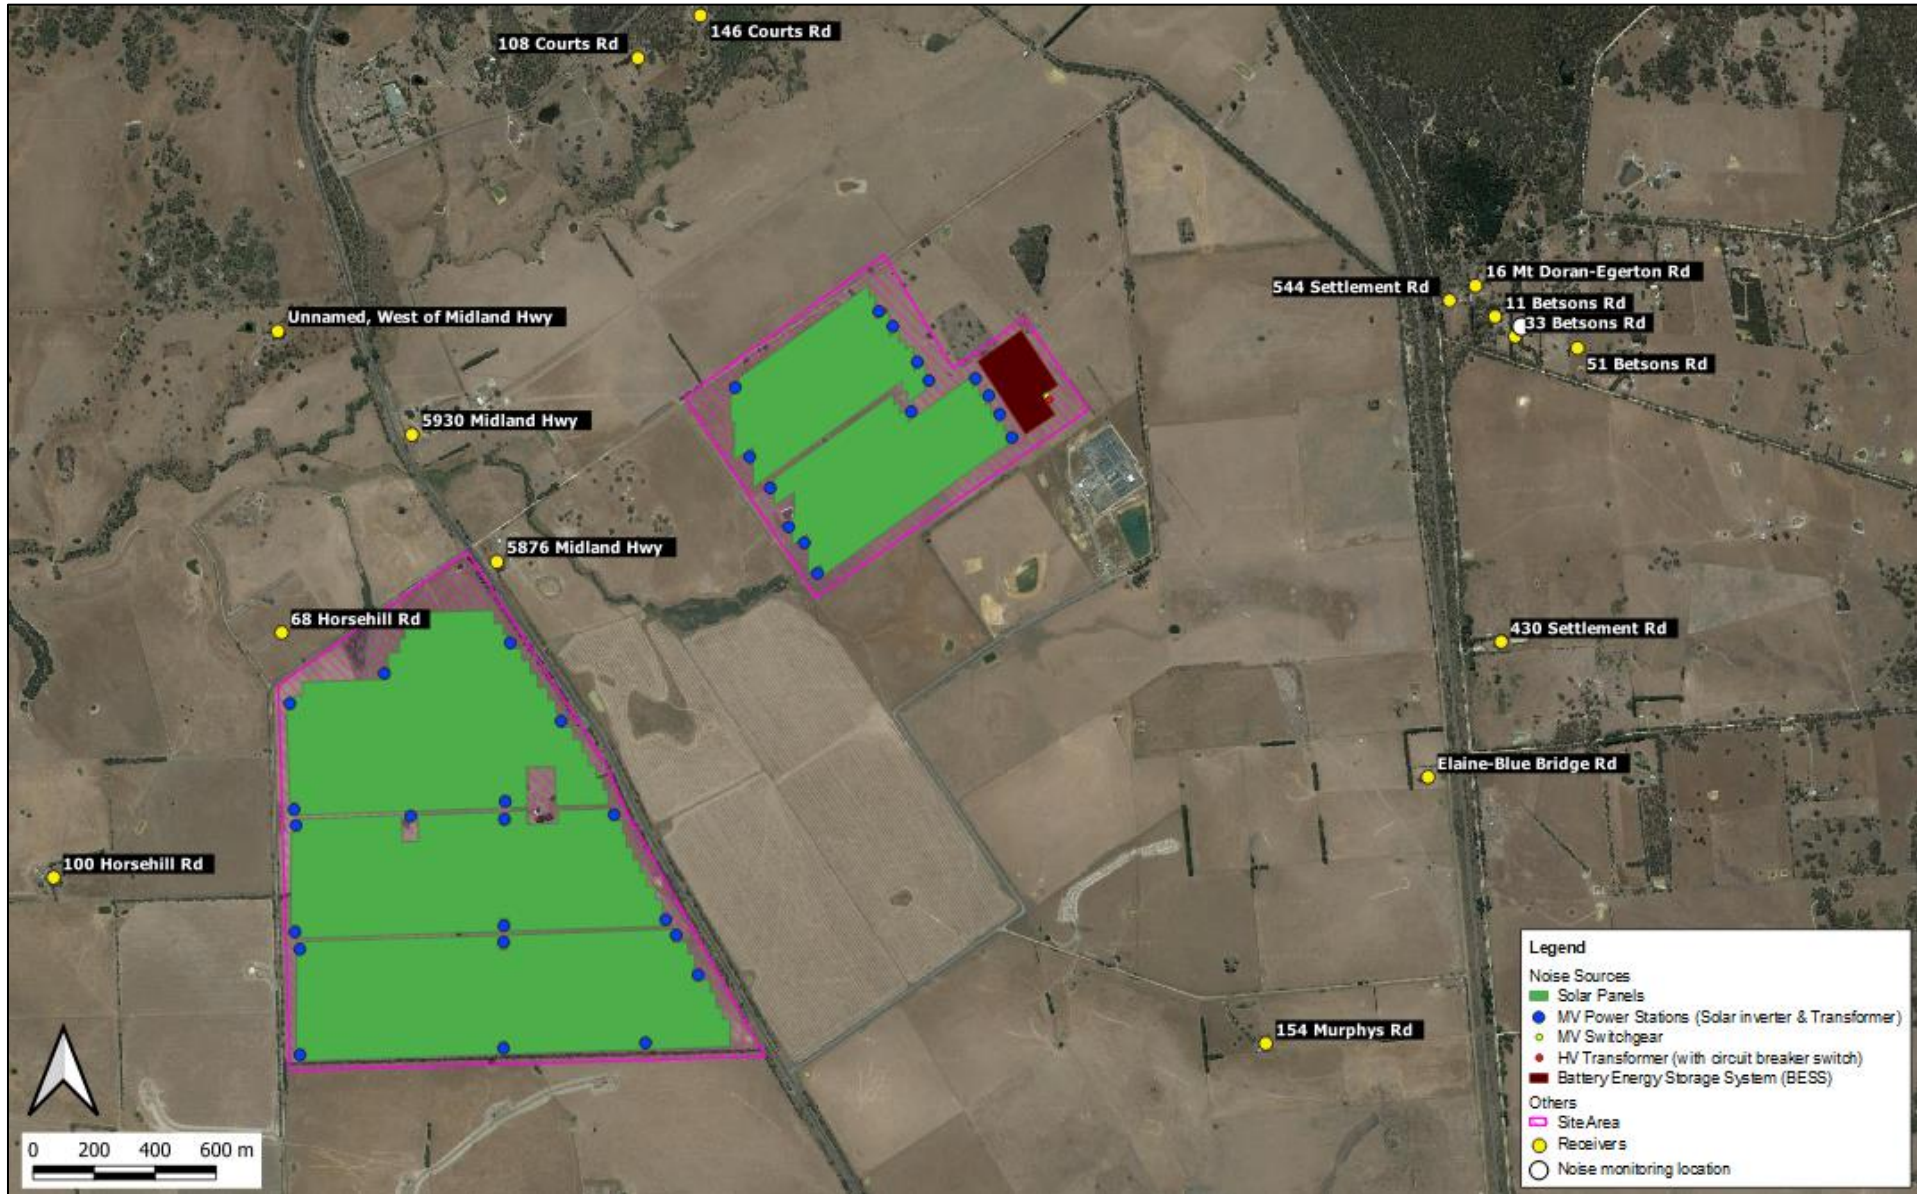 146 Courts Rd
108 Courts Rd
16 Mt Doran-Egerton Rd
544 Settlement Rd
11 Betsons Rd
Unnamed, West of Midland Hwy
33 Betsons Rd
51 Betsons Rd
5930 Midland Hwy
5876 Midland Hwy
68 Horsehill Rd
430 Settlement Rd
Elaine-Blue Bridge Rd
100 Horsehill Rd
154 Murphys Rd
Legend
Noise Sources
Solar Panels
MV Power Stations (Solar inverter & Transformer)
MV Switchgear
HV Transformer (with circuit breaker switch)
Battery Energy Storage System (BESS)
Others
Site Area
Receivers
Noise monitoring location
0 200 400 600 m